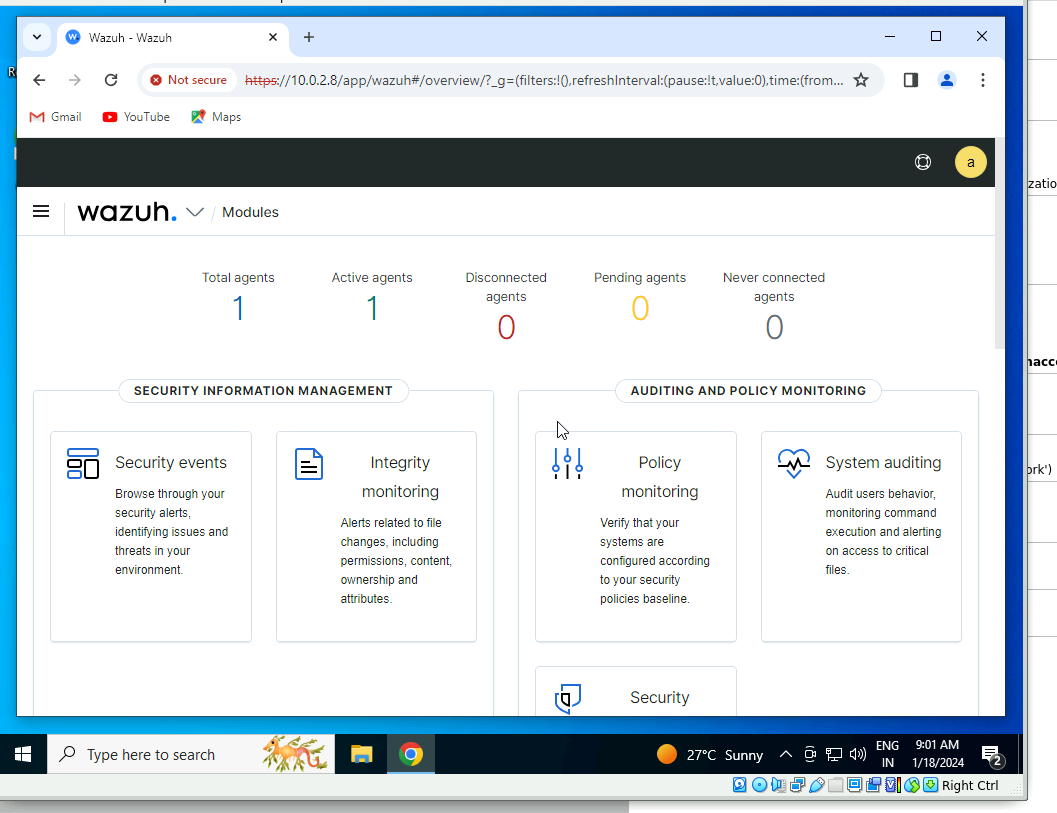 Wazuh - Wazuh
Not secure https://10.0.2.8/app/wazuh#/overview/?_g=(filters:!(),refreshInterval:(pause:!t,value:0),time:(from...
Gmail YouTube Maps
a
wazuh. / Modules
Total agents
1
Active agents
1
Disconnected
agents
0
Pending agents
0
Never connected
agents
0
SECURITY INFORMATION MANAGEMENT
Security events
Browse through your
security alerts,
identifying issues and
threats in your
environment.
Integrity
monitoring
Alerts related to file
changes, including
permissions, content,
ownership and
attributes.
AUDITING AND POLICY MONITORING
Policy
monitoring
Verify that your
systems are
configured according
to your security
policies baseline.
System auditing
Audit users behavior,
monitoring command
execution and alerting
on access to critical
files.
Security
Type here to search
27°C Sunny
ENG
IN
9:01 AM
1/18/2024
2
Right Ctrl